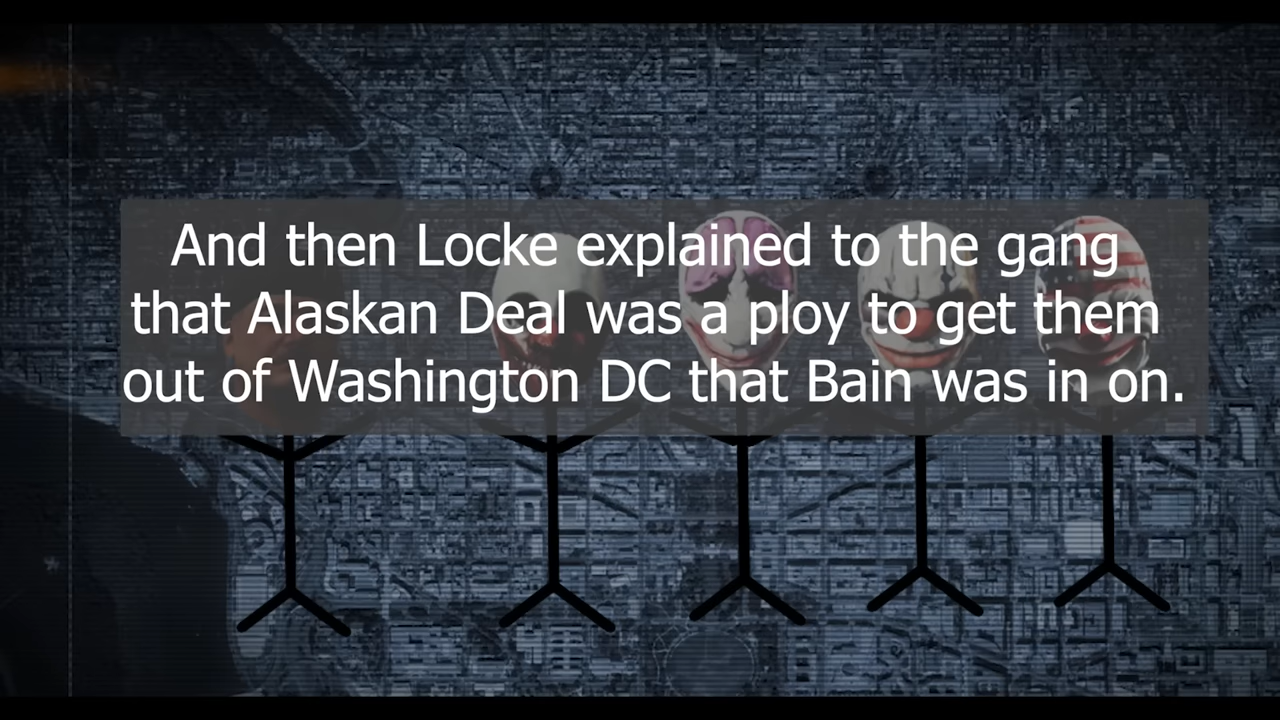 And then Locke explained to the gang
that Alaskan Deal was a ploy to get them
out of Washington DC that Bain was in on.